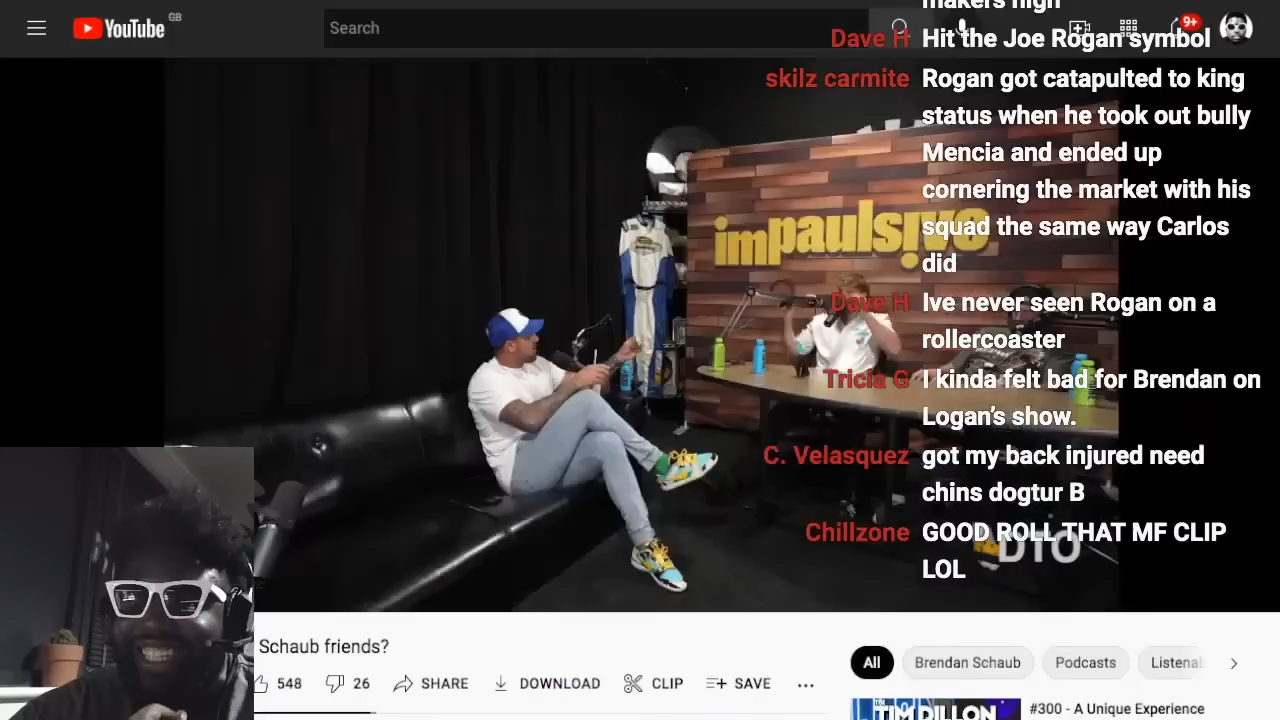 YouTube GB
Search
9+
makers high
Dave H Hit the Joe Rogan symbol
skilz carmite Rogan got catapulted to king
status when he took out bully
Mencia and ended up
cornering the market with his
squad the same way Carlos
did
Dave H Ive never seen Rogan on a
rollercoaster
Tricia G I kinda felt bad for Brendan on
Logan’s show.
C. Velasquez got my back injured need
chins dogtur B
Chillzone GOOD ROLL THAT MF CLIP
LOL
impaulsive
DTO
Schaub friends?
548 26 SHARE DOWNLOAD CLIP SAVE
All Brendan Schaub Podcasts Listenab
TIM DILLON
#300 - A Unique Experience